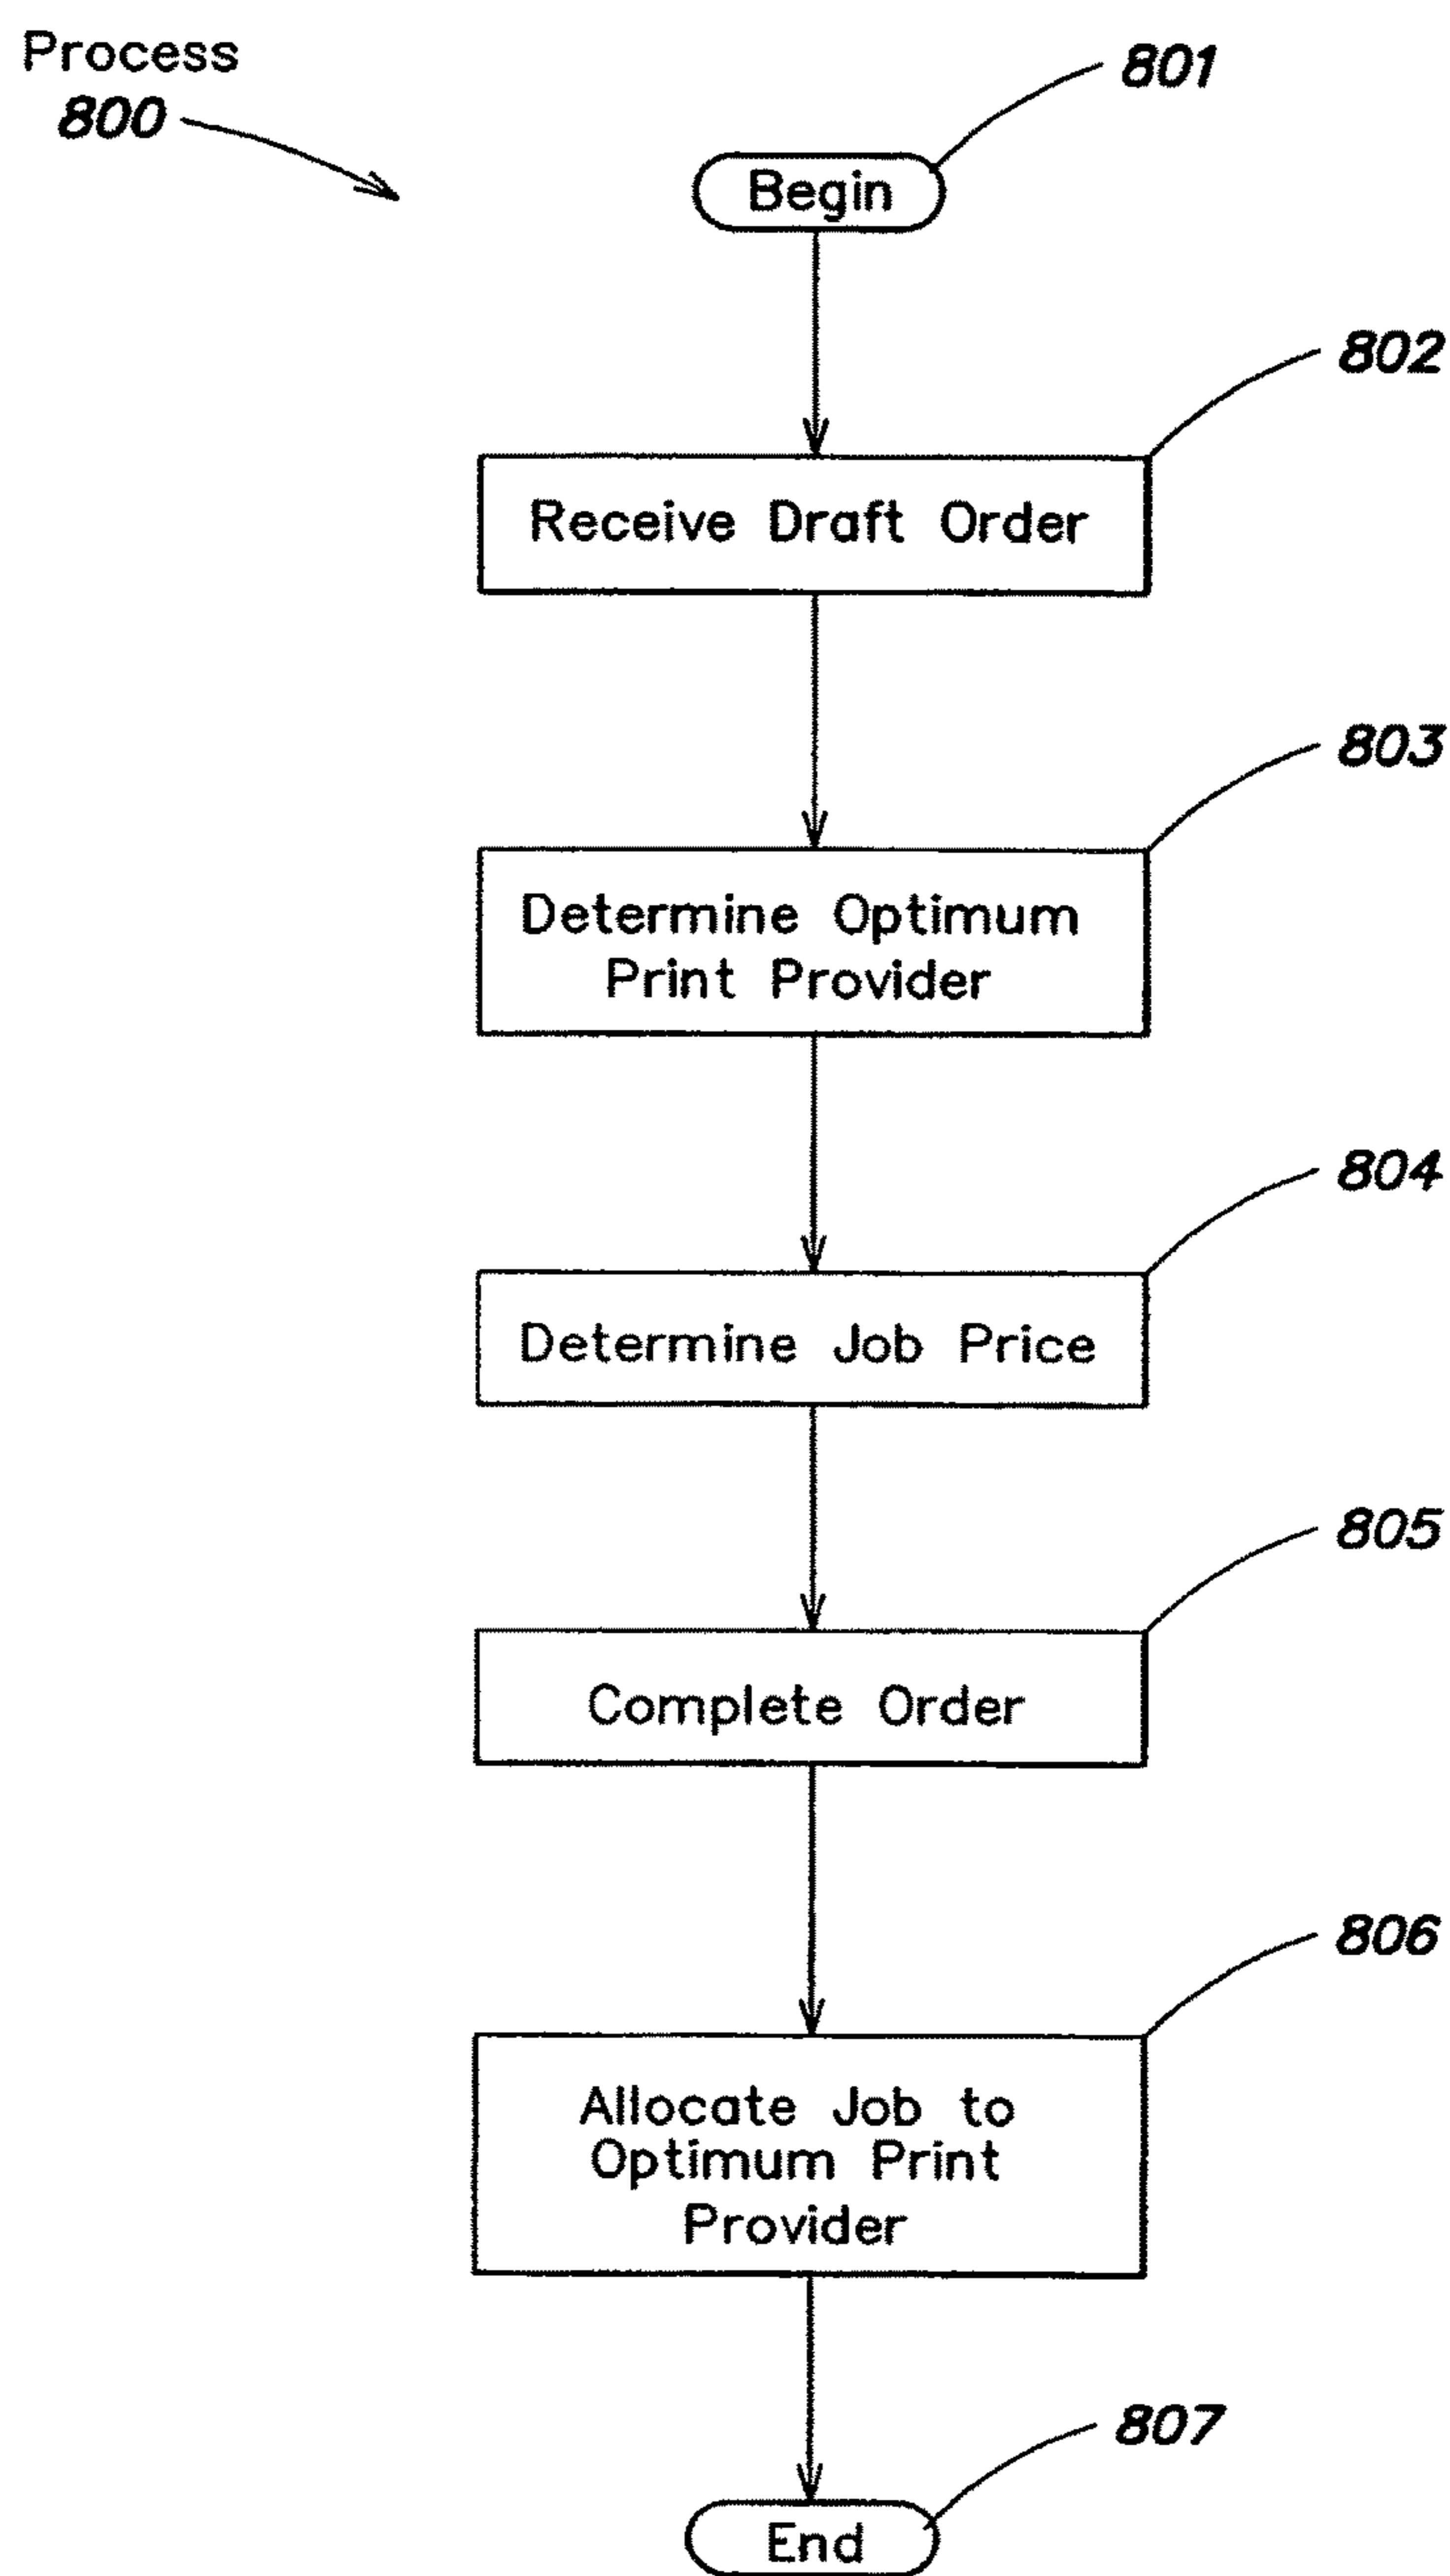 Process
800
801
Begin
802
Receive Draft Order
803
Determine Optimum
Print Provider
804
Determine Job Price
805
Complete Order
806
Allocate Job to
Optimum Print
Provider
807
End